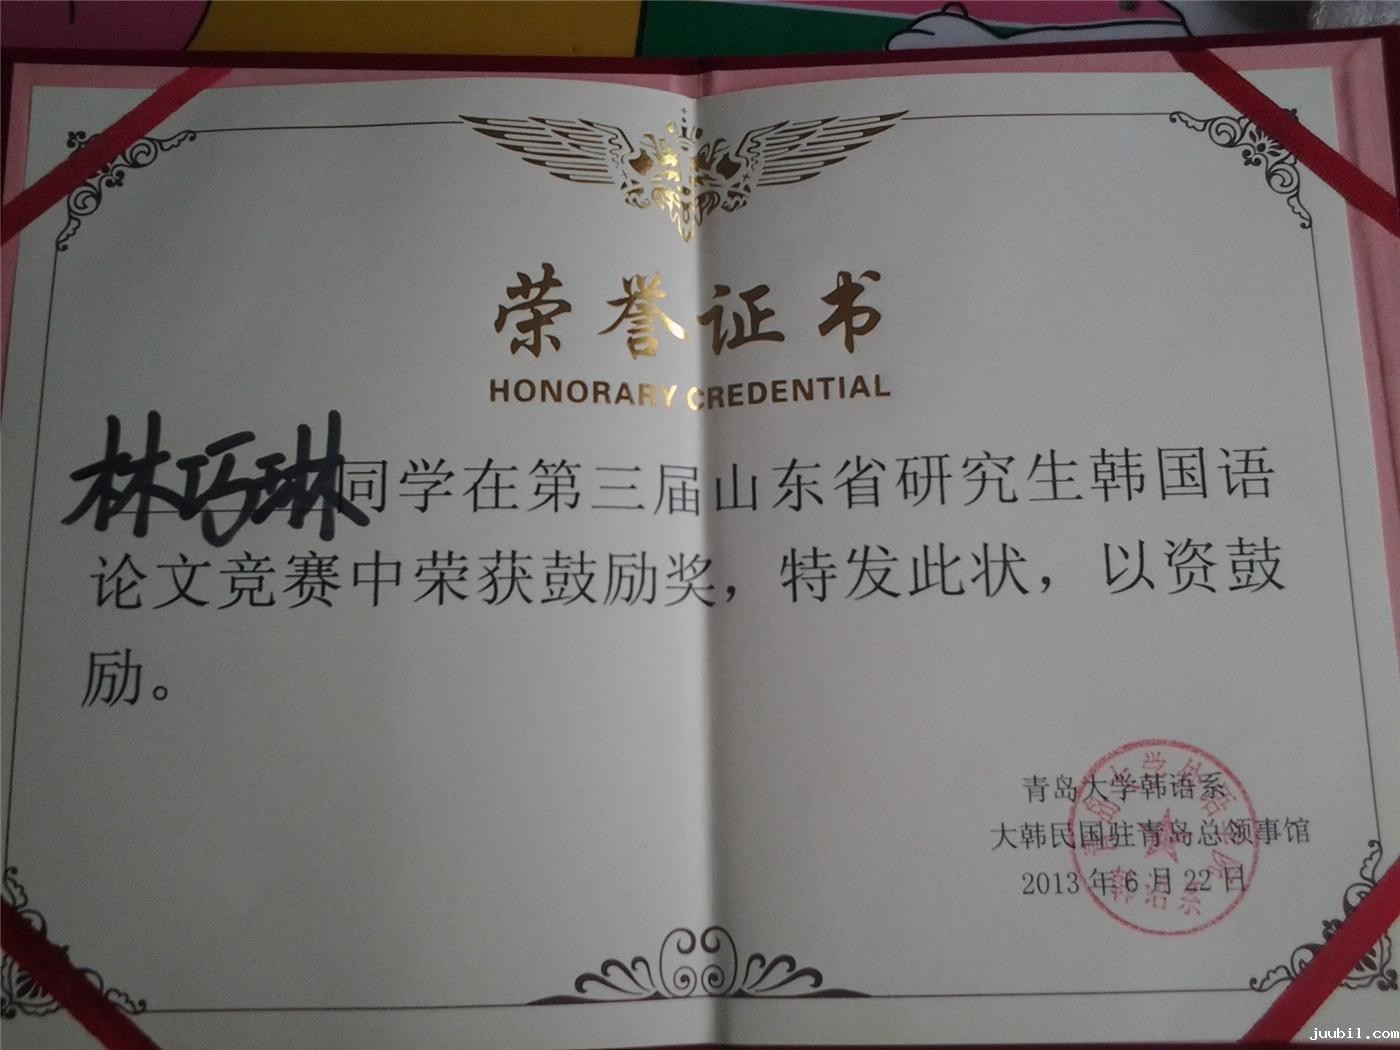 荣誉证书
HONORARY CREDENTIAL
林巧琳同学在第三届山东省研究生韩国语
论文竞赛中荣获鼓励奖，特发此状，以资鼓
励。
青岛大学韩语系
大韩民国驻青岛总领事馆
2013年6月22日
juubil.com